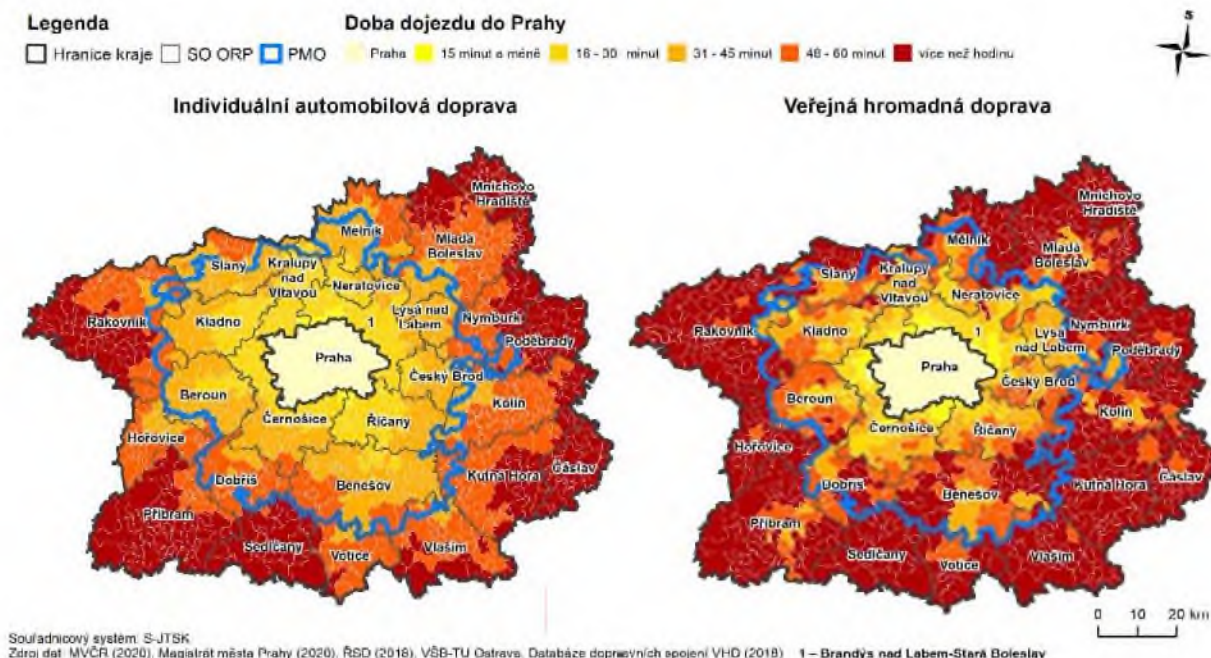 Legenda
Hranice kraje SO ORP PMO
Doba dojezdu do Prahy
Praha 15 minut a méně 16 - 30 minut 31 - 45 minut 48 - 60 minut více než hodinu
S
Individuální automobilová doprava
Mnichovo
Hradiště
Mělník
Mladá
Boleslav
Slaný
Kralupy
nad
Vltavou
Neratovice
Lysá nad
Labem
1
Nymburk
Rakovník
Kladno
Poděbrady
Praha
Český Brod
Beroun
Kolín
Černošice
Říčany
Hořovice
Čáslav
Kutná Hora
Dobříš
Benešov
Příbram
Sedlčany
Votice
Vlašim
Veřejná hromadná doprava
Mnichovo
Hradiště
Mělník
Mladá
Boleslav
Slaný
Kralupy
nad
Vltavou
Neratovice
1
Lysá
nad Labem
Nymburk
Rakovník
Kladno
Poděbrady
Praha
Český Brod
Beroun
Kolín
Černošice
Říčany
Hořovice
Čáslav
Kutná Hora
Dobříš
Benešov
Příbram
Sedlčany
Votice
Vlašim
0 10 20 km
Souřadnicový systém: S-JTSK
Zdroj dat: MVČR (2020), Magistrát města Prahy (2020), ŘSD (2018), VŠB-TU Ostrava, Databáze dopravních spojení VHD (2018) 1 – Brandýs nad Labem-Stará Boleslav